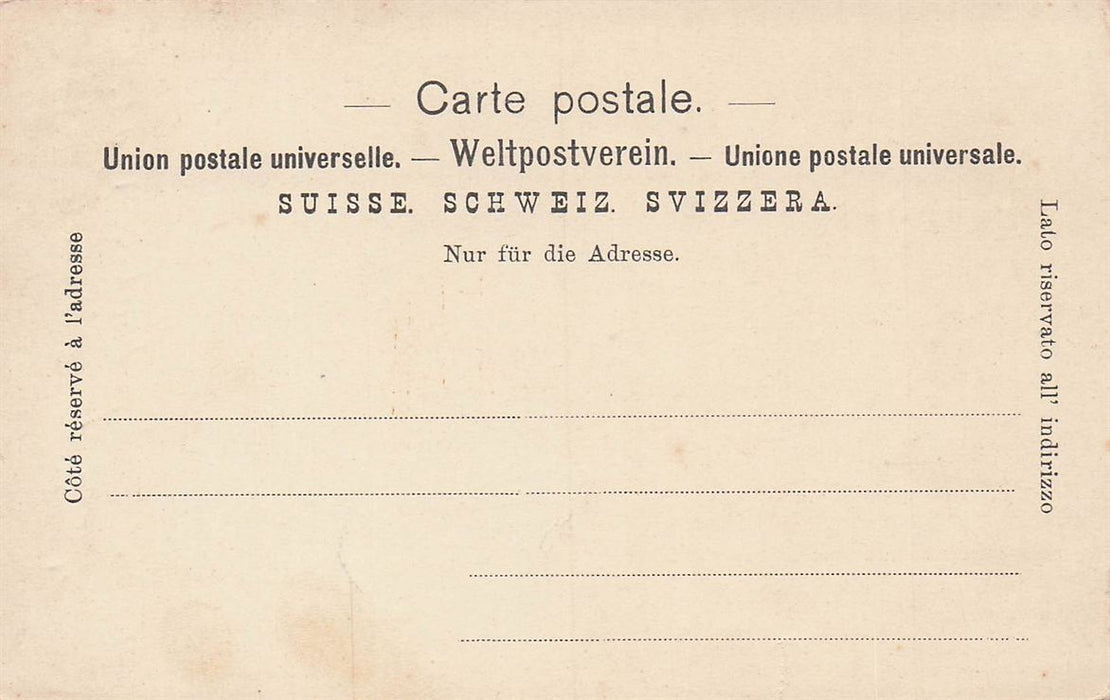 — Carte postale. —
Union postale universelle. — Weltpostverein. — Unione postale universale.
SUISSE. SCHWEIZ. SVIZZERA.
Nur für die Adresse.
Côté réservé à l'adresse
Lato riservato all' indirizzo